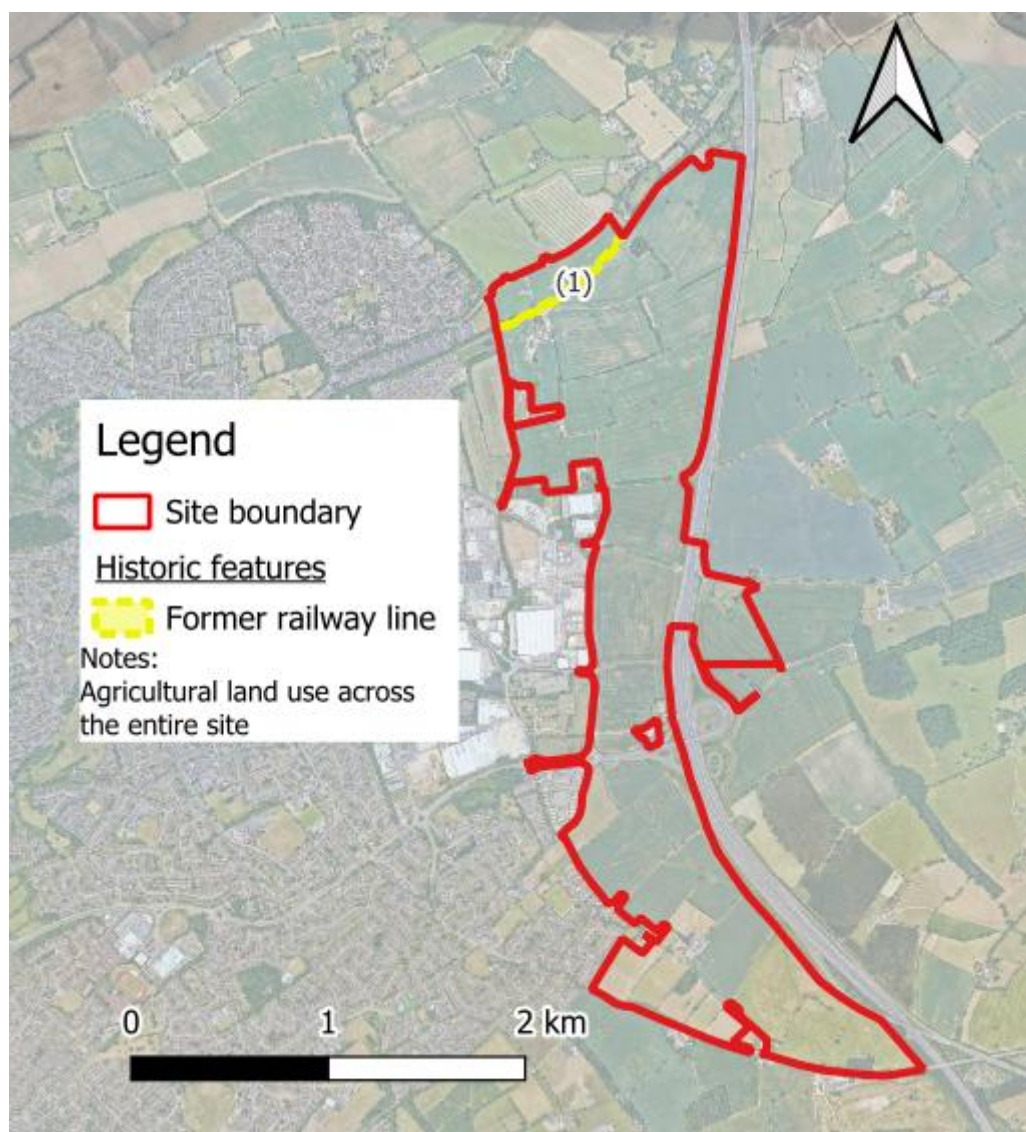 (1)
Legend
Site boundary
Historic features
Former railway line
Notes:
Agricultural land use across
the entire site
0 1 2 km